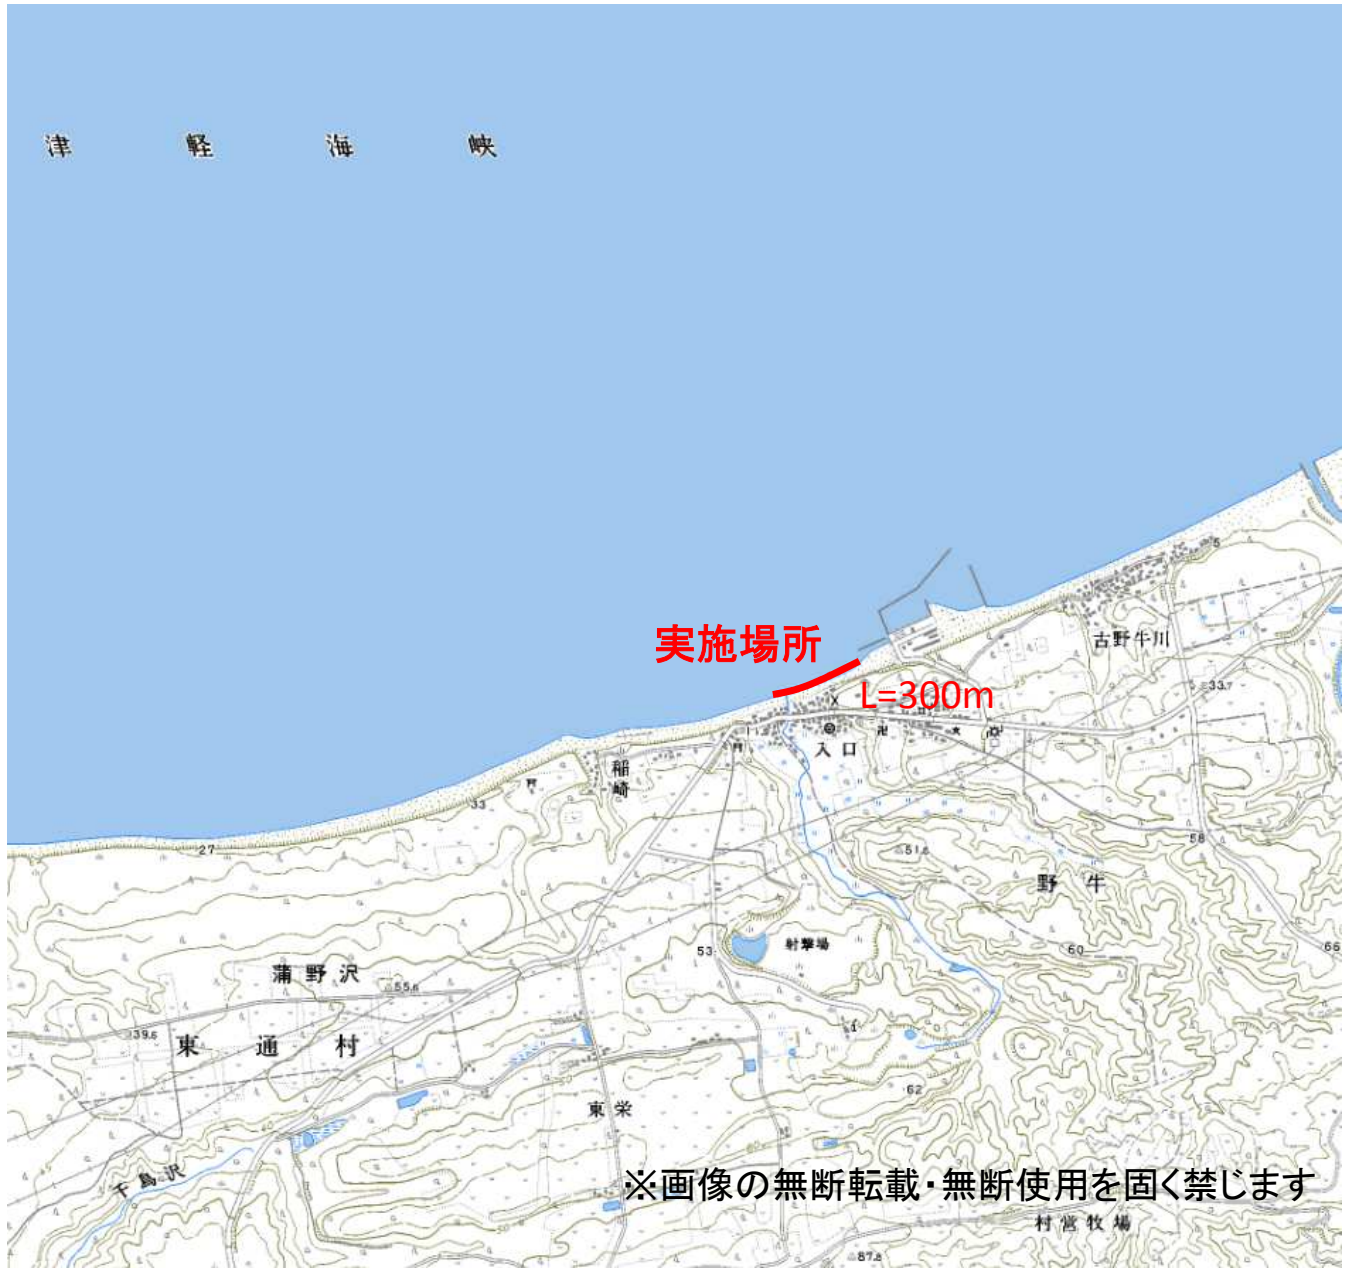 津軽海峡
5
実施場所
古野牛川
L=300m
33.7
入口
稲崎
33
27
58
51.6
野牛
53
射撃場
60
66
蒲野沢
55.6
39.6
東通村
62
東栄
千鳥沢
※画像の無断転載・無断使用を固く禁じます
村営牧場
87.8